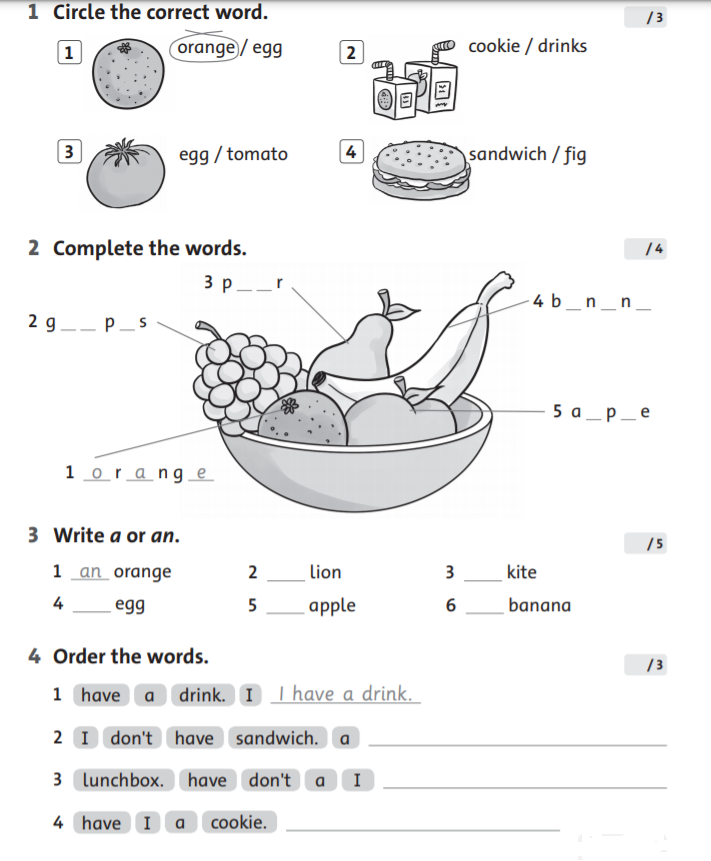 1 Circle the correct word. /3
1 orange / egg
2 cookie / drinks
3 egg / tomato
4 sandwich / fig
2 Complete the words. /4
3 p _ _ r
4 b _ n _ n _
2 g _ _ p _ s
5 a _ p _ e
1 o r a n g e
3 Write a or an. /5
1 an orange 2 ____ lion 3 ____ kite
4 ____ egg 5 ____ apple 6 ____ banana
4 Order the words. /3
1 have a drink. I I have a drink.
2 I don't have sandwich. a ____
3 lunchbox. have don't a I ____
4 have I a cookie. ____